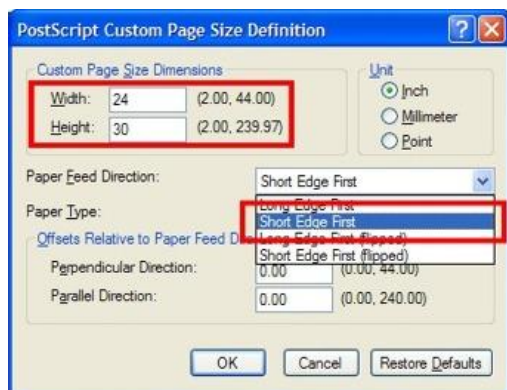 PostScript Custom Page Size Definition
Custom Page Size Dimensions
Width: 24 (2.00, 44.00)
Height: 30 (2.00, 239.97)
Unit
Inch
Millimeter
Point
Paper Feed Direction: Short Edge First
Long Edge First
Paper Type: Short Edge First
Offsets Relative to Paper Feed Long Edge First (flipped)
Short Edge First (flipped)
Perpendicular Direction: 0.00 (0.00, 44.00)
Parallel Direction: 0.00 (0.00, 240.00)
OK Cancel Restore Defaults